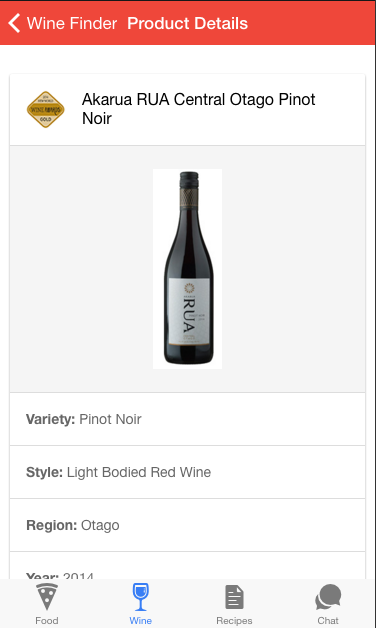 Wine Finder Product Details
Akarua RUA Central Otago Pinot
Noir
GOLD
RUA
Variety: Pinot Noir
Style: Light Bodied Red Wine
Region: Otago
Year: 2014
Food Wine Recipes Chat